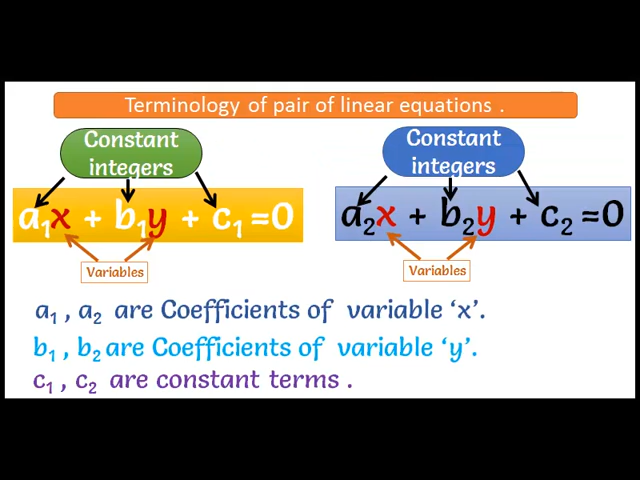 Terminology of pair of linear equations .
Constant
integers
Constant
integers
a₁x + b₁y + c₁ =0
a₂x + b₂y + c₂ =0
Variables
Variables
a₁ , a₂ are Coefficients of variable ‘x’.
b₁ , b₂ are Coefficients of variable ‘y’.
c₁ , c₂ are constant terms .